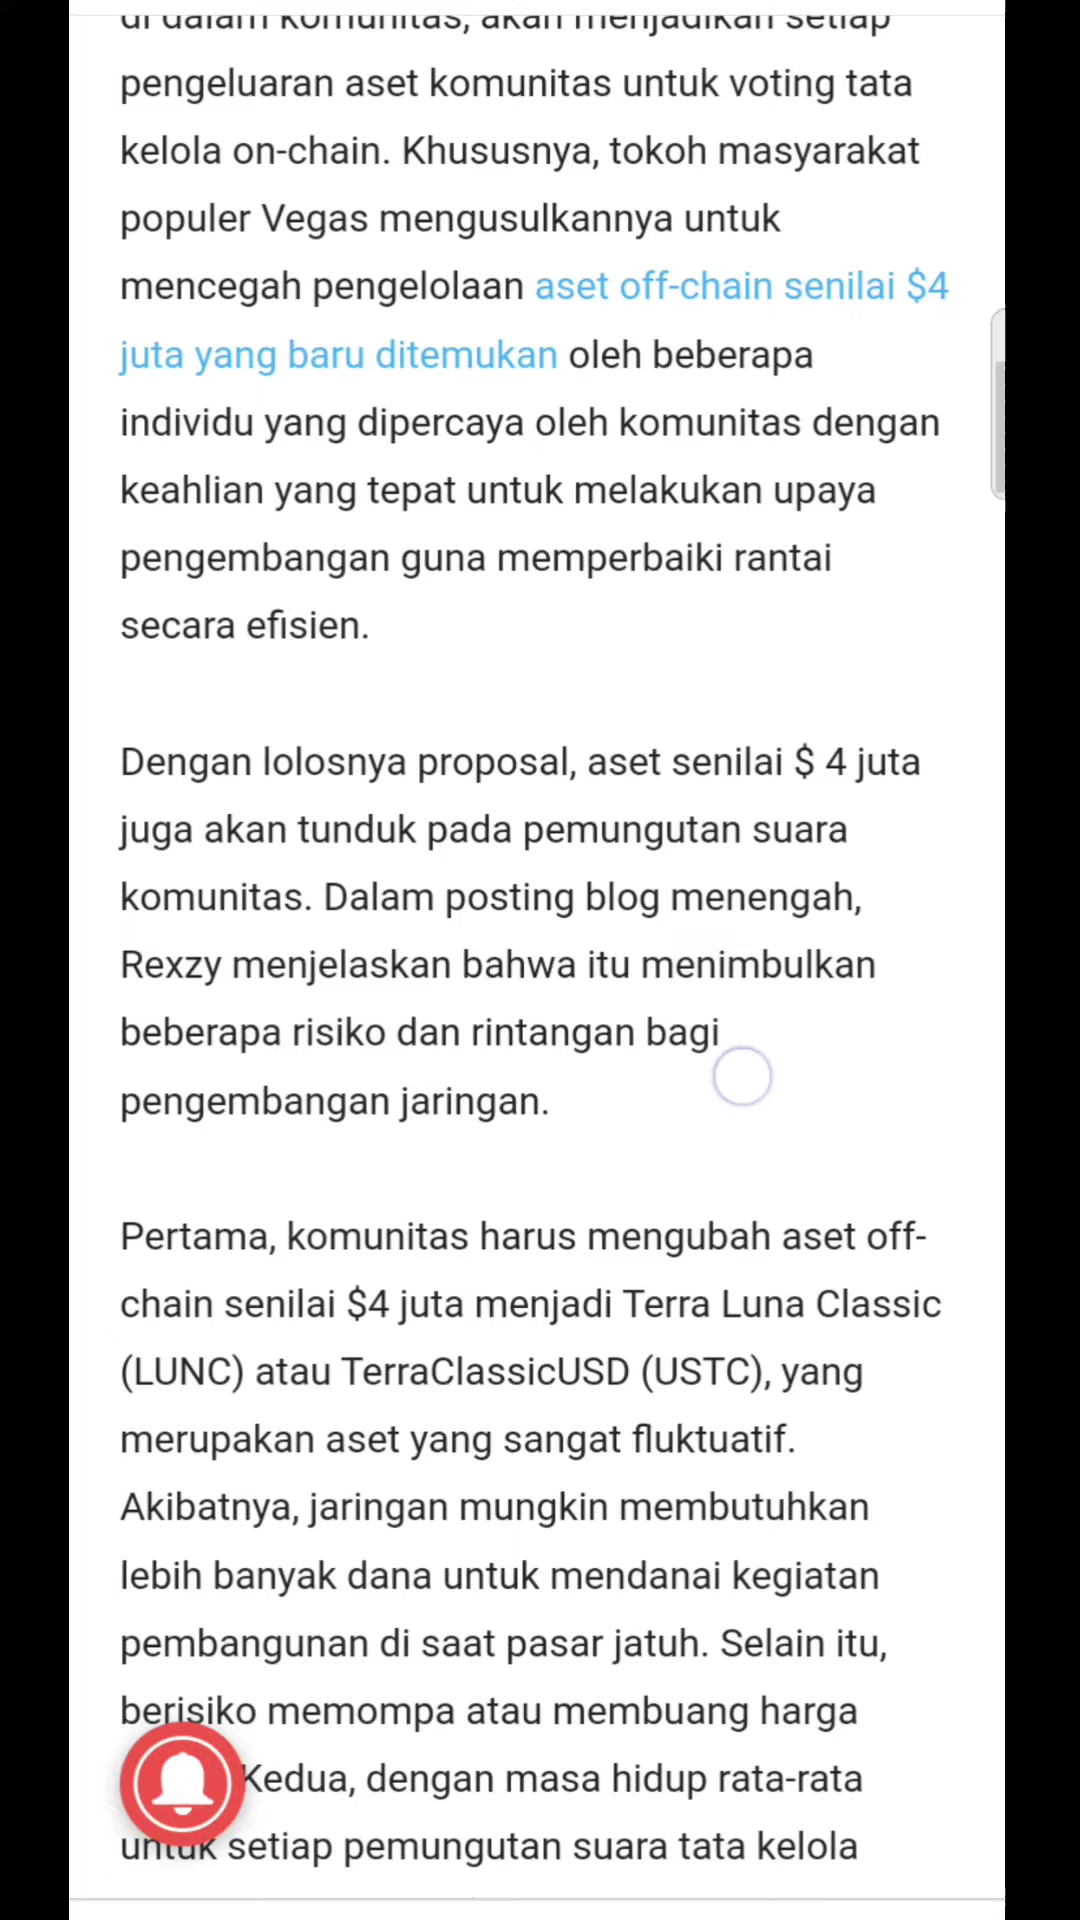 di dalam komunitas, akan menjadikan setiap
pengeluaran aset komunitas untuk voting tata
kelola on-chain. Khususnya, tokoh masyarakat
populer Vegas mengusulkannya untuk
mencegah pengelolaan aset off-chain senilai $4
juta yang baru ditemukan oleh beberapa
individu yang dipercaya oleh komunitas dengan
keahlian yang tepat untuk melakukan upaya
pengembangan guna memperbaiki rantai
secara efisien.
Dengan lolosnya proposal, aset senilai $ 4 juta
juga akan tunduk pada pemungutan suara
komunitas. Dalam posting blog menengah,
Rexzy menjelaskan bahwa itu menimbulkan
beberapa risiko dan rintangan bagi
pengembangan jaringan.
Pertama, komunitas harus mengubah aset off-
chain senilai $4 juta menjadi Terra Luna Classic
(LUNC) atau TerraClassicUSD (USTC), yang
merupakan aset yang sangat fluktuatif.
Akibatnya, jaringan mungkin membutuhkan
lebih banyak dana untuk mendanai kegiatan
pembangunan di saat pasar jatuh. Selain itu,
berisiko memompa atau membuang harga
Kedua, dengan masa hidup rata-rata
untuk setiap pemungutan suara tata kelola